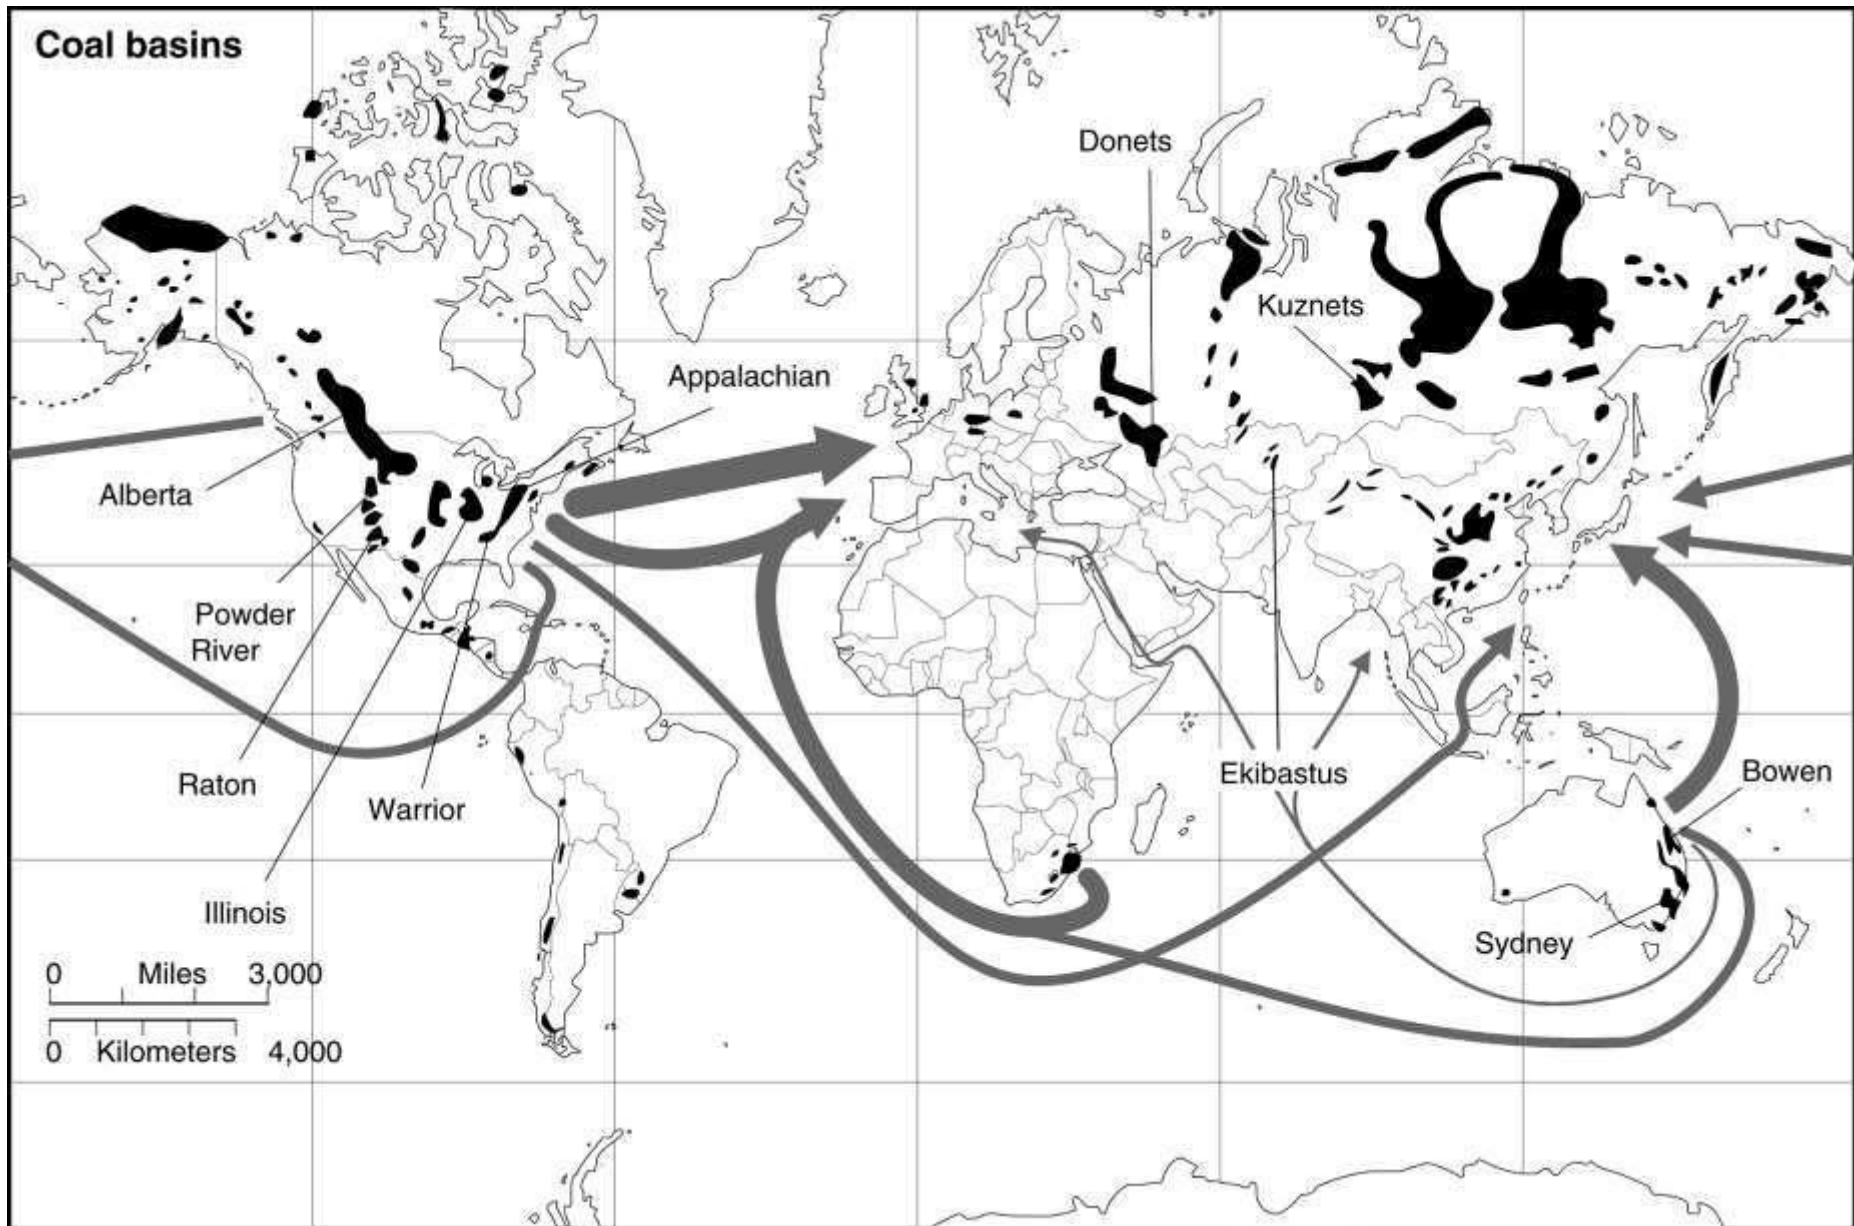 Coal basins
Donets
Kuznets
Appalachian
Alberta
Powder
River
Raton
Warrior
Illinois
Ekibastus
Bowen
Sydney
0 Miles 3,000
0 Kilometers 4,000